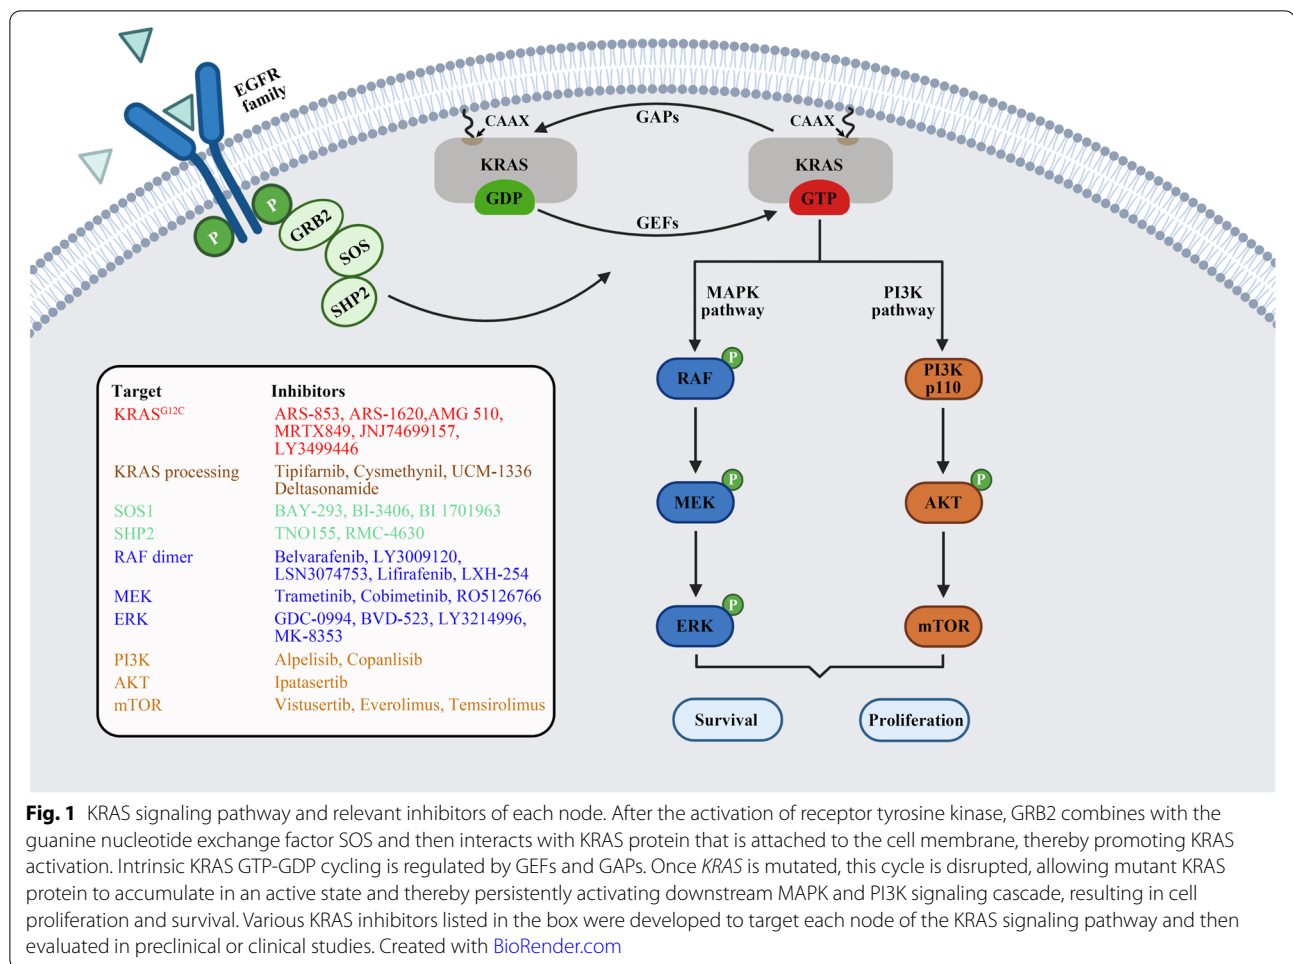 EGFR
family
P
P
GRB2
SOS
SHP2
CAAX
KRAS
GDP
GAPs
GEFs
CAAX
KRAS
GTP
MAPK
pathway
PI3K
pathway
RAF
P
PI3K
p110
MEK
P
AKT
P
ERK
P
mTOR
Survival
Proliferation
Target Inhibitors
KRASG12C ARS-853, ARS-1620,AMG 510,
MRTX849, JNJ74699157,
LY3499446
KRAS processing Tipifarnib, Cysmethynil, UCM-1336
Deltasonamide
SOS1 BAY-293, BI-3406, BI 1701963
SHP2 TNO155, RMC-4630
RAF dimer Belvarafenib, LY3009120,
LSN3074753, Lifirafenib, LXH-254
MEK Trametinib, Cobimetinib, RO5126766
ERK GDC-0994, BVD-523, LY3214996,
MK-8353
PI3K Alpelisib, Copanlisib
AKT Ipatasertib
mTOR Vistusertib, Everolimus, Temsirolimus
Fig. 1 KRAS signaling pathway and relevant inhibitors of each node. After the activation of receptor tyrosine kinase, GRB2 combines with the
guanine nucleotide exchange factor SOS and then interacts with KRAS protein that is attached to the cell membrane, thereby promoting KRAS
activation. Intrinsic KRAS GTP-GDP cycling is regulated by GEFs and GAPs. Once KRAS is mutated, this cycle is disrupted, allowing mutant KRAS
protein to accumulate in an active state and thereby persistently activating downstream MAPK and PI3K signaling cascade, resulting in cell
proliferation and survival. Various KRAS inhibitors listed in the box were developed to target each node of the KRAS signaling pathway and then
evaluated in preclinical or clinical studies. Created with BioRender.com